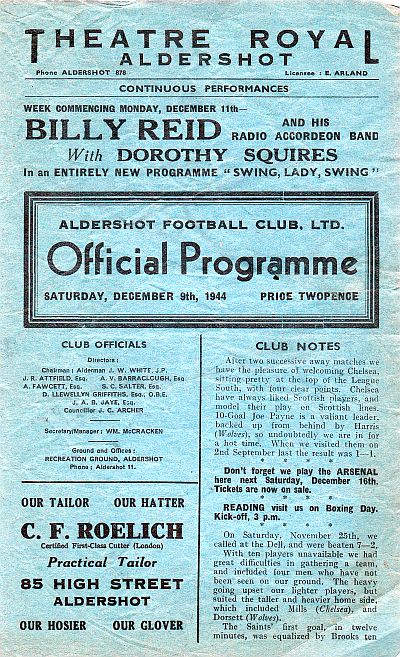 THEATRE ROYAL
ALDERSHOT
Phone ALDERSHOT 878 Licensee : E. ARLAND
CONTINUOUS PERFORMANCES
WEEK COMMENCING MONDAY, DECEMBER 11th—
BILLY REID AND HIS RADIO ACCORDEON BAND
With DOROTHY SQUIRES
In an ENTIRELY NEW PROGRAMME "SWING, LADY, SWING"
ALDERSHOT FOOTBALL CLUB, LTD.
Official Programme
SATURDAY, DECEMBER 9th, 1944 PRICE TWOPENCE
CLUB OFFICIALS
Directors :
Chairman : Alderman J. W. WHITE, J.P.
J. R. ATTFIELD, Esq. A. V. BARRACLOUGH, Esq.
A. FAWCETT, Esq. S. C. SALTER, Esq.
D. LLEWELLYN GRIFFITHS, Esq., O.B.E.
J. A. B. JAYE, Esq.
Councillor J. C. ARCHER
Secretary/Manager : WM. McCRACKEN
Ground and Offices :
RECREATION GROUND, ALDERSHOT
Phone : Aldershot 11.
OUR TAILOR OUR HATTER
C. F. ROELICH
Certified First-Class Cutter (London)
Practical Tailor
85 HIGH STREET
ALDERSHOT
OUR HOSIER OUR GLOVER
CLUB NOTES
After two successive away matches we
have the pleasure of welcoming Chelsea,
sitting pretty at the top of the League
South, with four clear points. Chelsea
have always liked Scottish players, and
model their play on Scottish lines.
10-Goal Joe Payne is a valiant leader,
backed up from behind by Harris
(Wolves), so undoubtedly we are in for
a hot time. When we visited them on
2nd September last the result was 1—1.
* * * * *
Don't forget we play the ARSENAL
here next Saturday, December 16th.
Tickets are now on sale.
* * * * *
READING visit us on Boxing Day.
Kick-off, 3 p.m.
* * * * *
On Saturday, November 25th, we
called at the Dell, and were beaten 7—2.
With ten players unavailable we had
great difficulties in gathering a team,
and included four men who have not
been seen on our ground. The heavy
going upset our lighter players, but
suited the taller and heavier home side,
which included Mills (Chelsea), and
Dorsett (Wolves).
The Saints' first goal, in twelve
minutes, was equalized by Brooks ten